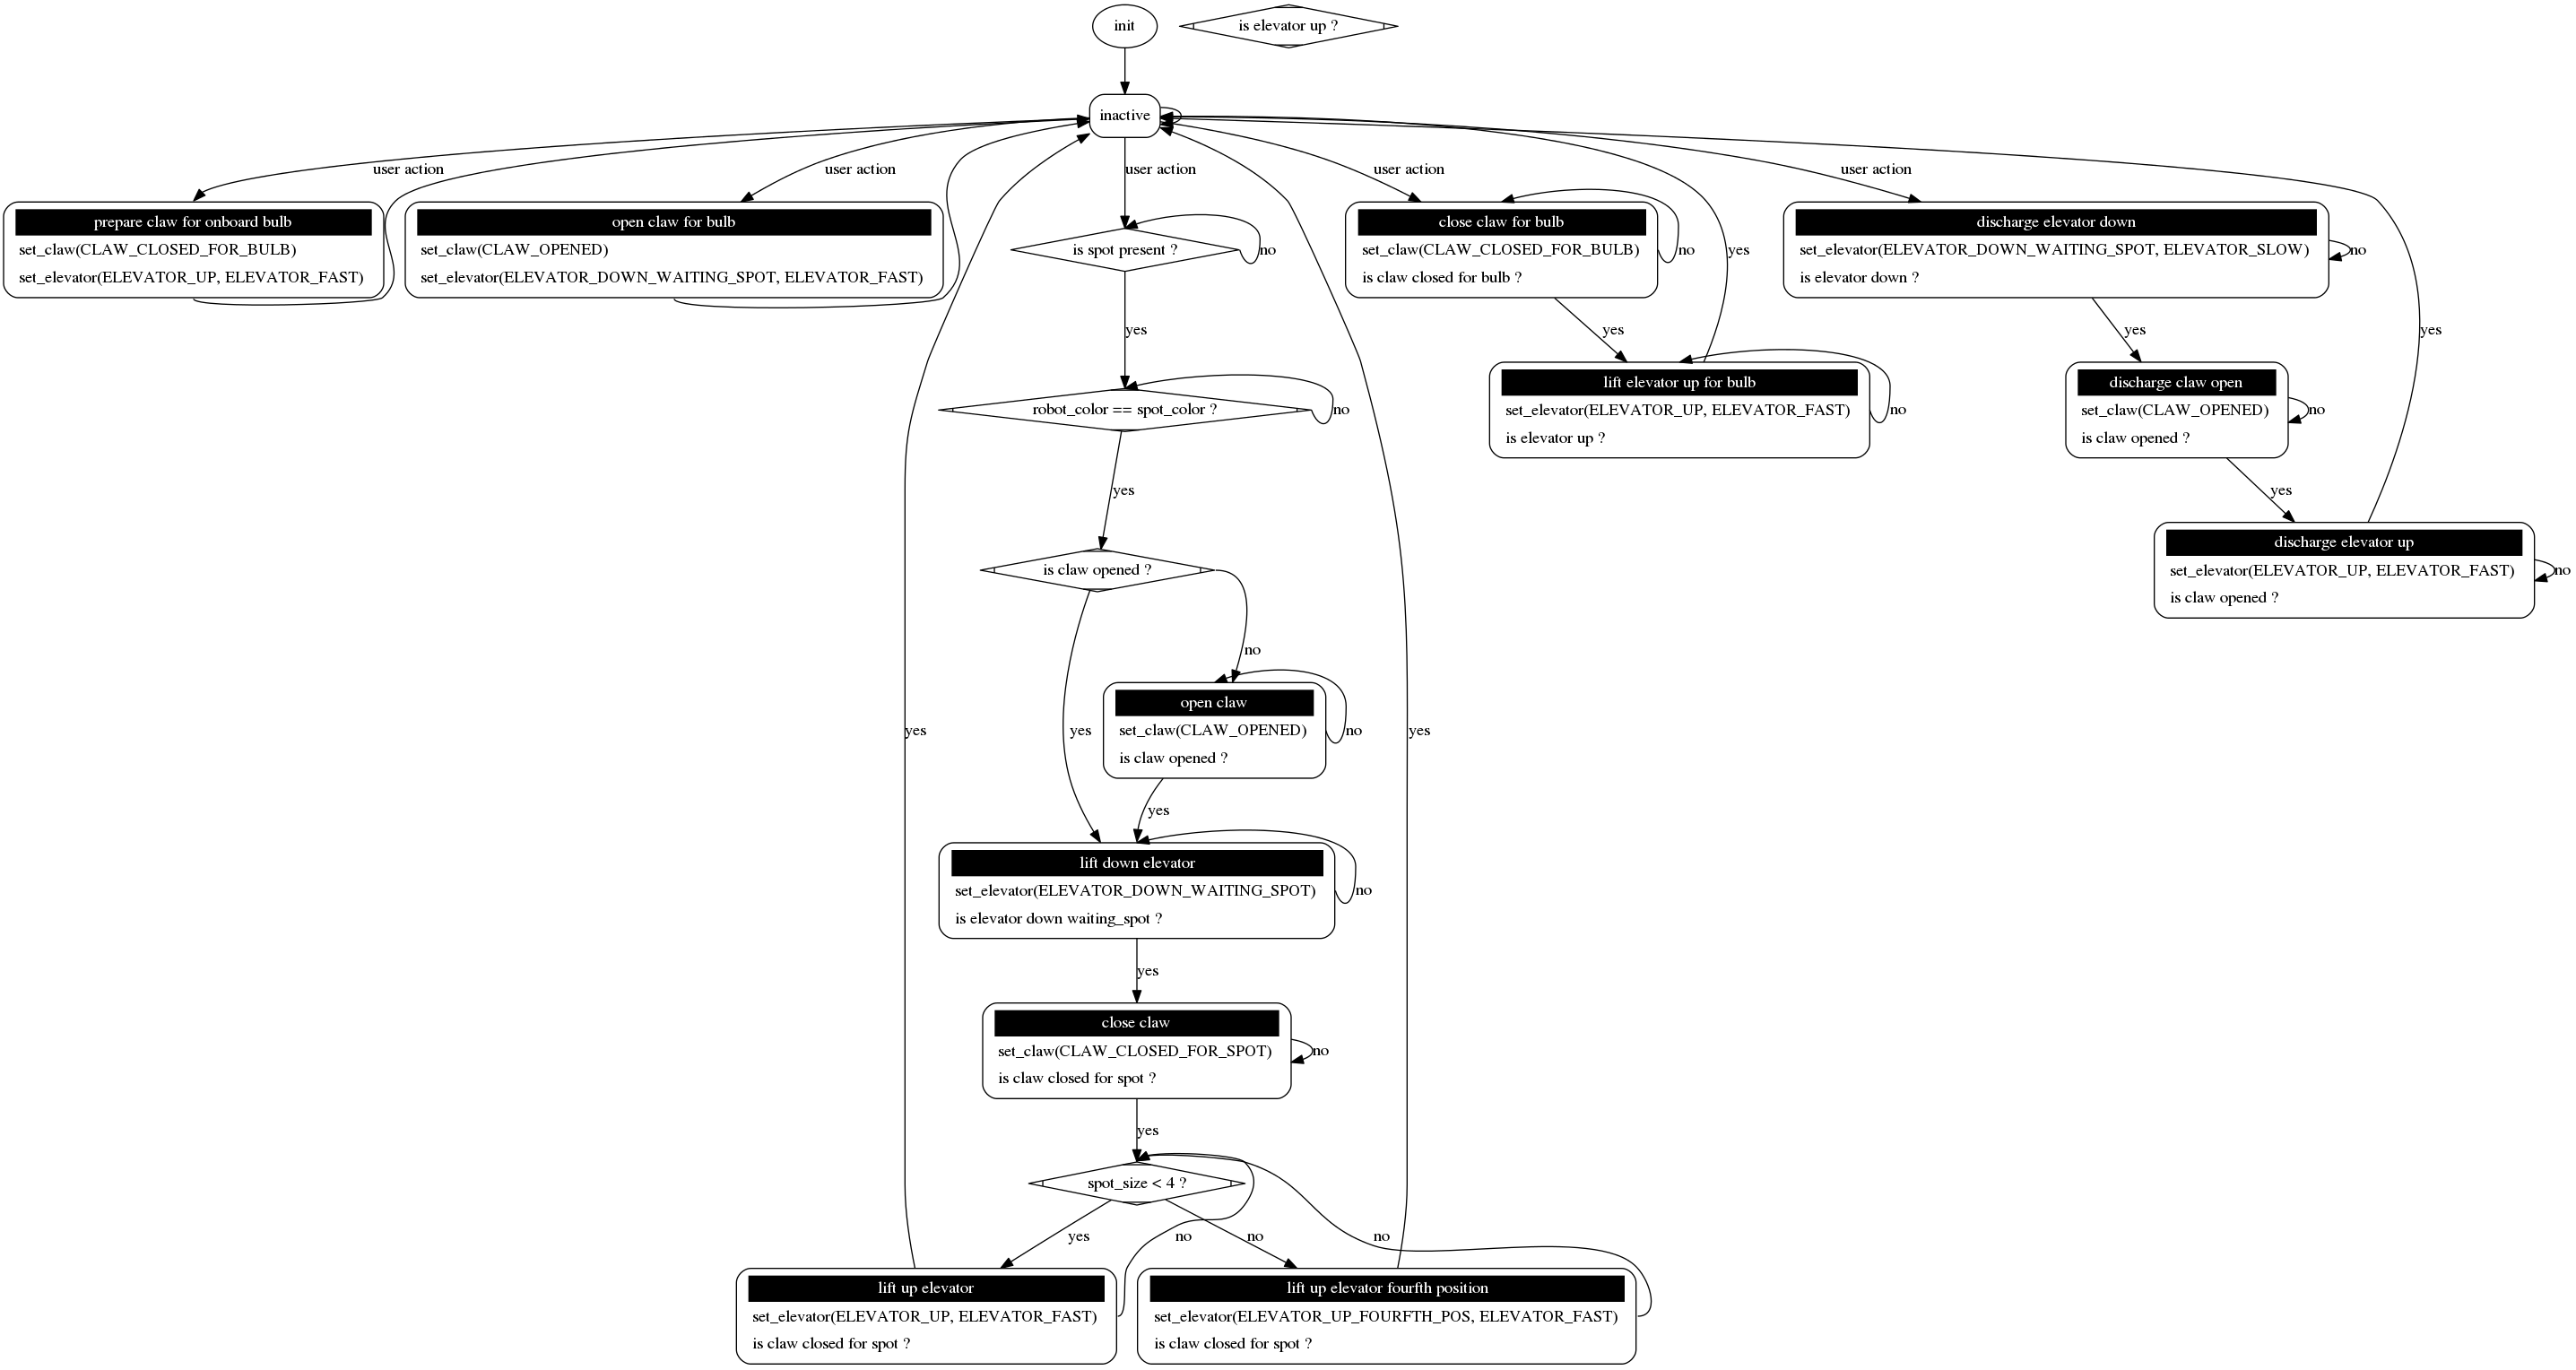 init
is elevator up ?
inactive
user action
user action
user action
user action
user action
prepare claw for onboard bulb
set_claw(CLAW_CLOSED_FOR_BULB)
set_elevator(ELEVATOR_UP, ELEVATOR_FAST)
open claw for bulb
set_claw(CLAW_OPENED)
set_elevator(ELEVATOR_DOWN_WAITING_SPOT, ELEVATOR_FAST)
is spot present ?
no
close claw for bulb
set_claw(CLAW_CLOSED_FOR_BULB)
is claw closed for bulb ?
no
yes
discharge elevator down
set_elevator(ELEVATOR_DOWN_WAITING_SPOT, ELEVATOR_SLOW)
is elevator down ?
no
yes
yes
yes
yes
robot_color == spot_color ?
no
lift elevator up for bulb
set_elevator(ELEVATOR_UP, ELEVATOR_FAST)
is elevator up ?
no
discharge claw open
set_claw(CLAW_OPENED)
is claw opened ?
no
yes
yes
is claw opened ?
discharge elevator up
set_elevator(ELEVATOR_UP, ELEVATOR_FAST)
is claw opened ?
no
no
yes
yes
open claw
set_claw(CLAW_OPENED)
is claw opened ?
no
yes
yes
lift down elevator
set_elevator(ELEVATOR_DOWN_WAITING_SPOT)
is elevator down waiting_spot ?
no
yes
close claw
set_claw(CLAW_CLOSED_FOR_SPOT)
is claw closed for spot ?
no
yes
spot_size < 4 ?
yes
no
no
no
lift up elevator
set_elevator(ELEVATOR_UP, ELEVATOR_FAST)
is claw closed for spot ?
lift up elevator fourfth position
set_elevator(ELEVATOR_UP_FOURFTH_POS, ELEVATOR_FAST)
is claw closed for spot ?